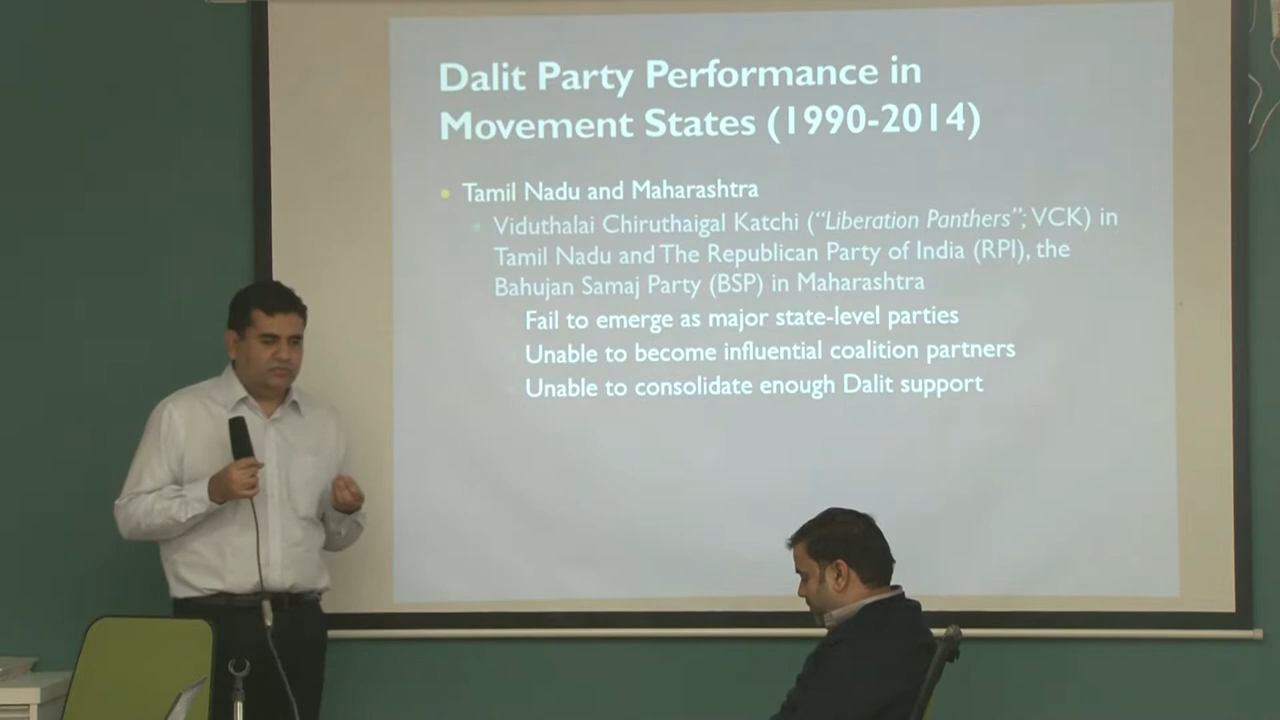 Dalit Party Performance in
Movement States (1990-2014)
Tamil Nadu and Maharashtra
Viduthalai Chiruthaigal Katchi (“Liberation Panthers”; VCK) in
Tamil Nadu and The Republican Party of India (RPI), the
Bahujan Samaj Party (BSP) in Maharashtra
Fail to emerge as major state-level parties
Unable to become influential coalition partners
Unable to consolidate enough Dalit support